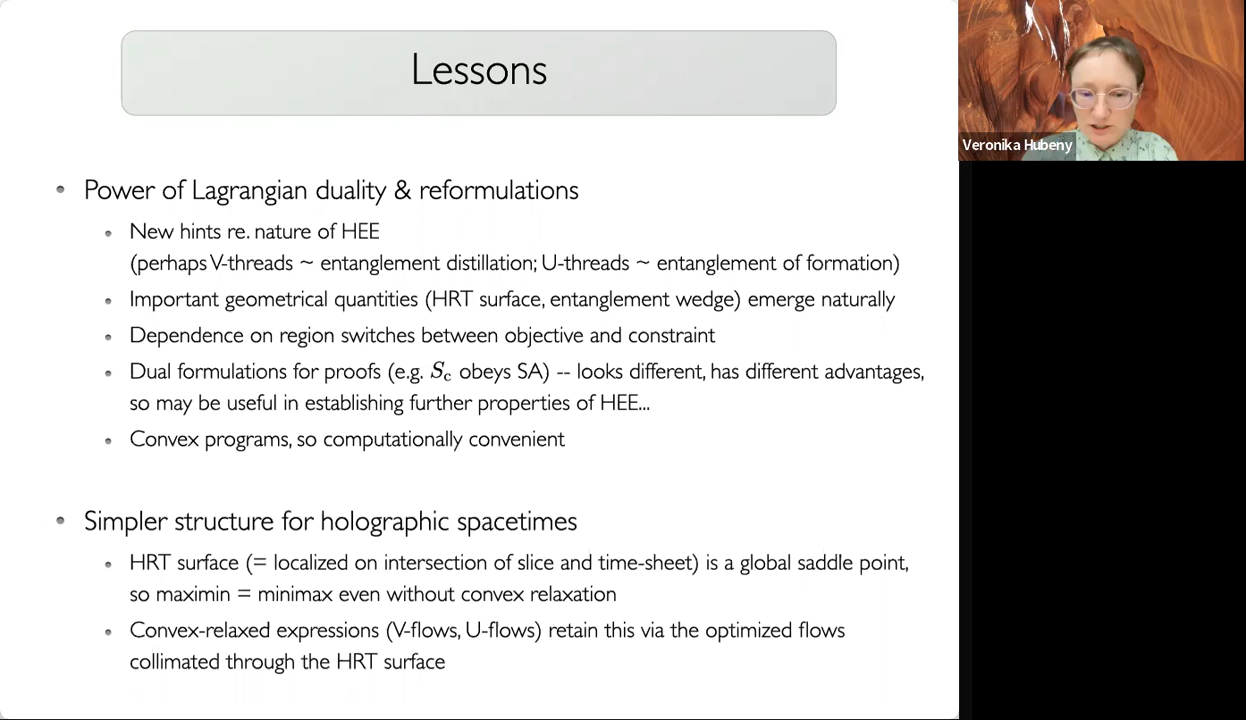 Lessons
Veronika Hubeny
• Power of Lagrangian duality & reformulations
• New hints re. nature of HEE
(perhaps V-threads ~ entanglement distillation; U-threads ~ entanglement of formation)
• Important geometrical quantities (HRT surface, entanglement wedge) emerge naturally
• Dependence on region switches between objective and constraint
• Dual formulations for proofs (e.g. S_c obeys SA) -- looks different, has different advantages,
so may be useful in establishing further properties of HEE...
• Convex programs, so computationally convenient
• Simpler structure for holographic spacetimes
• HRT surface (= localized on intersection of slice and time-sheet) is a global saddle point,
so maximin = minimax even without convex relaxation
• Convex-relaxed expressions (V-flows, U-flows) retain this via the optimized flows
collimated through the HRT surface